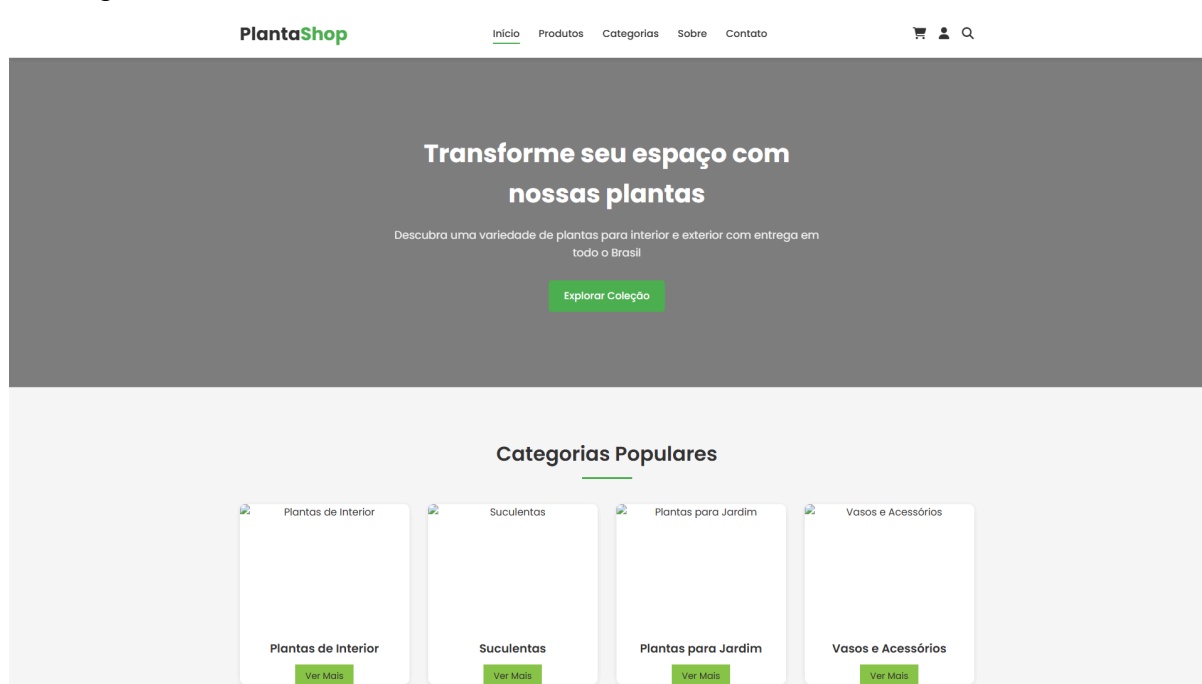 PlantaShop
Início Produtos Categorias Sobre Contato
Transforme seu espaço com
nossas plantas
Descubra uma variedade de plantas para interior e exterior com entrega em
todo o Brasil
Explorar Coleção
Categorias Populares
Plantas de Interior Suculentas Plantas para Jardim Vasos e Acessórios
Plantas de Interior Suculentas Plantas para Jardim Vasos e Acessórios
Ver Mais Ver Mais Ver Mais Ver Mais